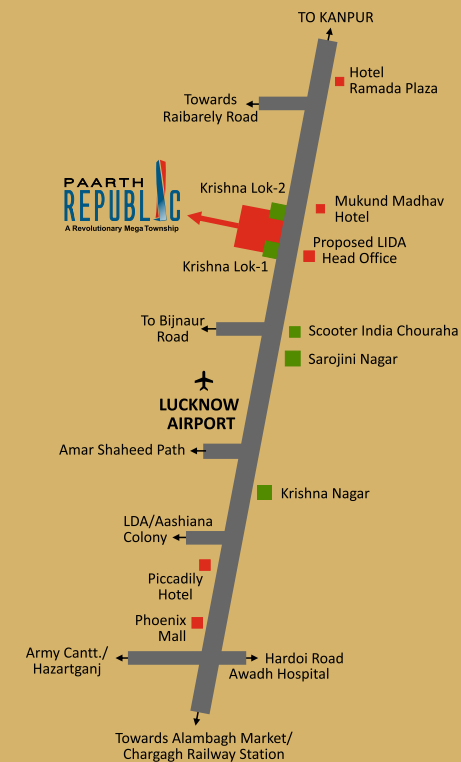 TO KANPUR
Hotel
Ramada Plaza
Towards
Raibarely Road
PAARTH
REPUBLIC
A Revolutionary Mega Township
Krishna Lok-2
Mukund Madhav
Hotel
Krishna Lok-1
Proposed LIDA
Head Office
To Bijnaur
Road
Scooter India Chouraha
Sarojini Nagar
LUCKNOW
AIRPORT
Amar Shaheed Path
Krishna Nagar
LDA/Aashiana
Colony
Piccadily
Hotel
Phoenix
Mall
Army Cantt./
Hazartganj
Hardoi Road
Awadh Hospital
Towards Alambagh Market/
Chargagh Railway Station